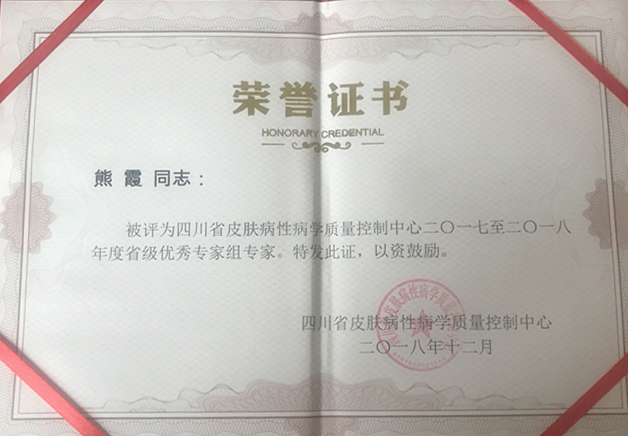 荣誉证书
HONORARY CREDENTIAL
熊 霞 同志：
被评为四川省皮肤病性病学质量控制中心二〇一七至二〇一八
年度省级优秀专家组专家。特发此证，以资鼓励。
四川省皮肤病性病学质量控制中心
二〇一八年十二月